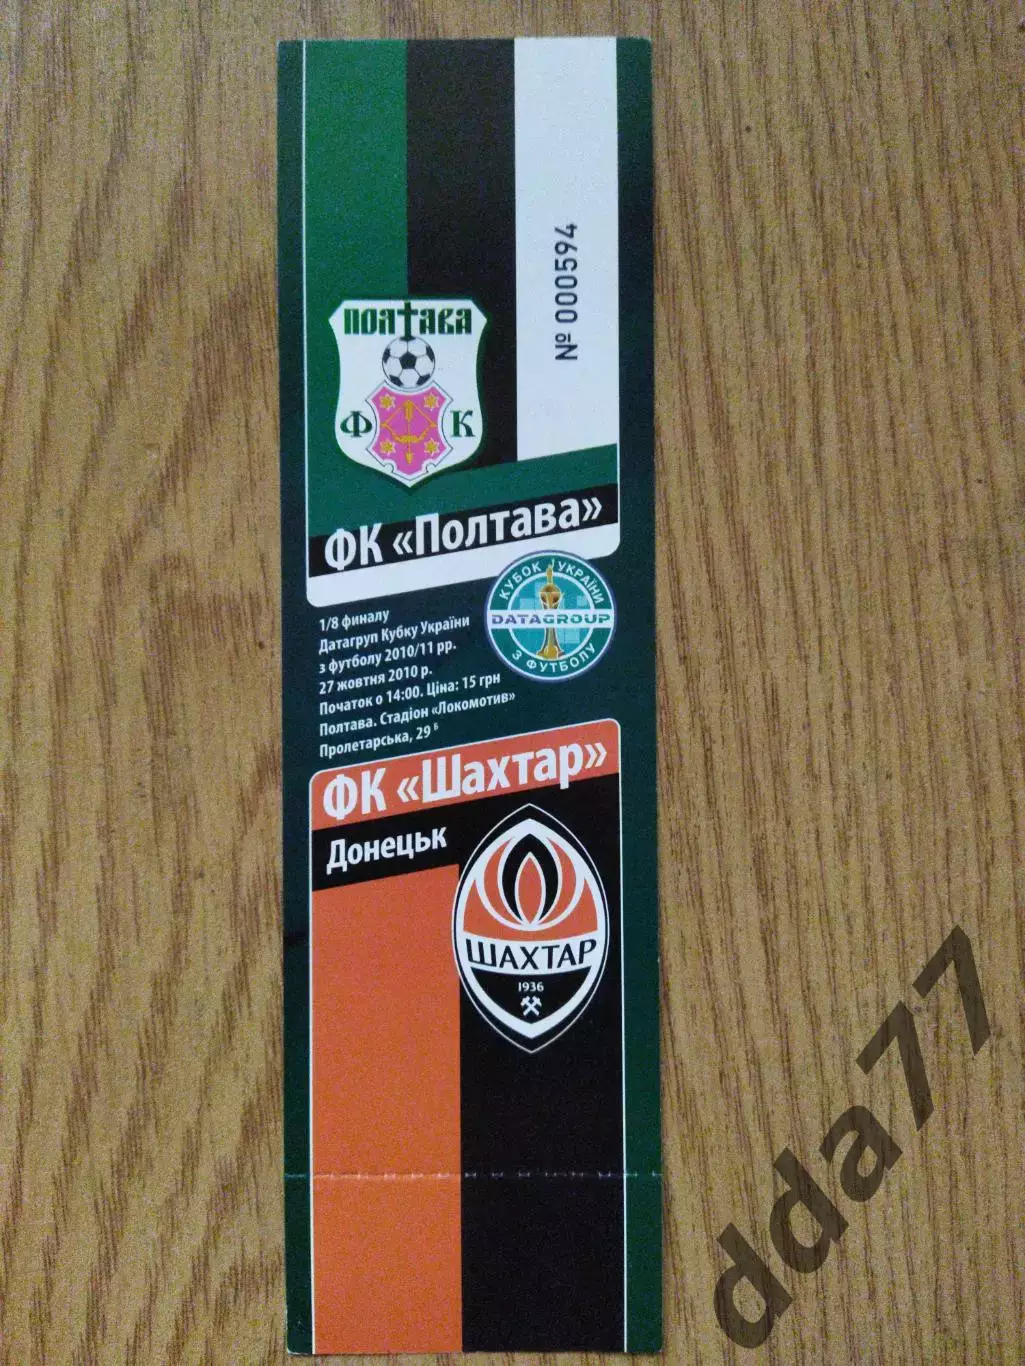 № 000594
ПОЛТАВА
Ф К
ФК «Полтава»
КУБОК УКРАЇНИ
DATAGROUP
З ФУТБОЛУ
1/8 финалу
Датагруп Кубку України
з футболу 2010/11 рр.
27 жовтня 2010 р.
Початок о 14:00. Ціна: 15 грн
Полтава. Стадіон «Локомотив»
Пролетарська, 29 Б
ФК «Шахтар»
Донецьк
ШАХТАР
1936
dda77